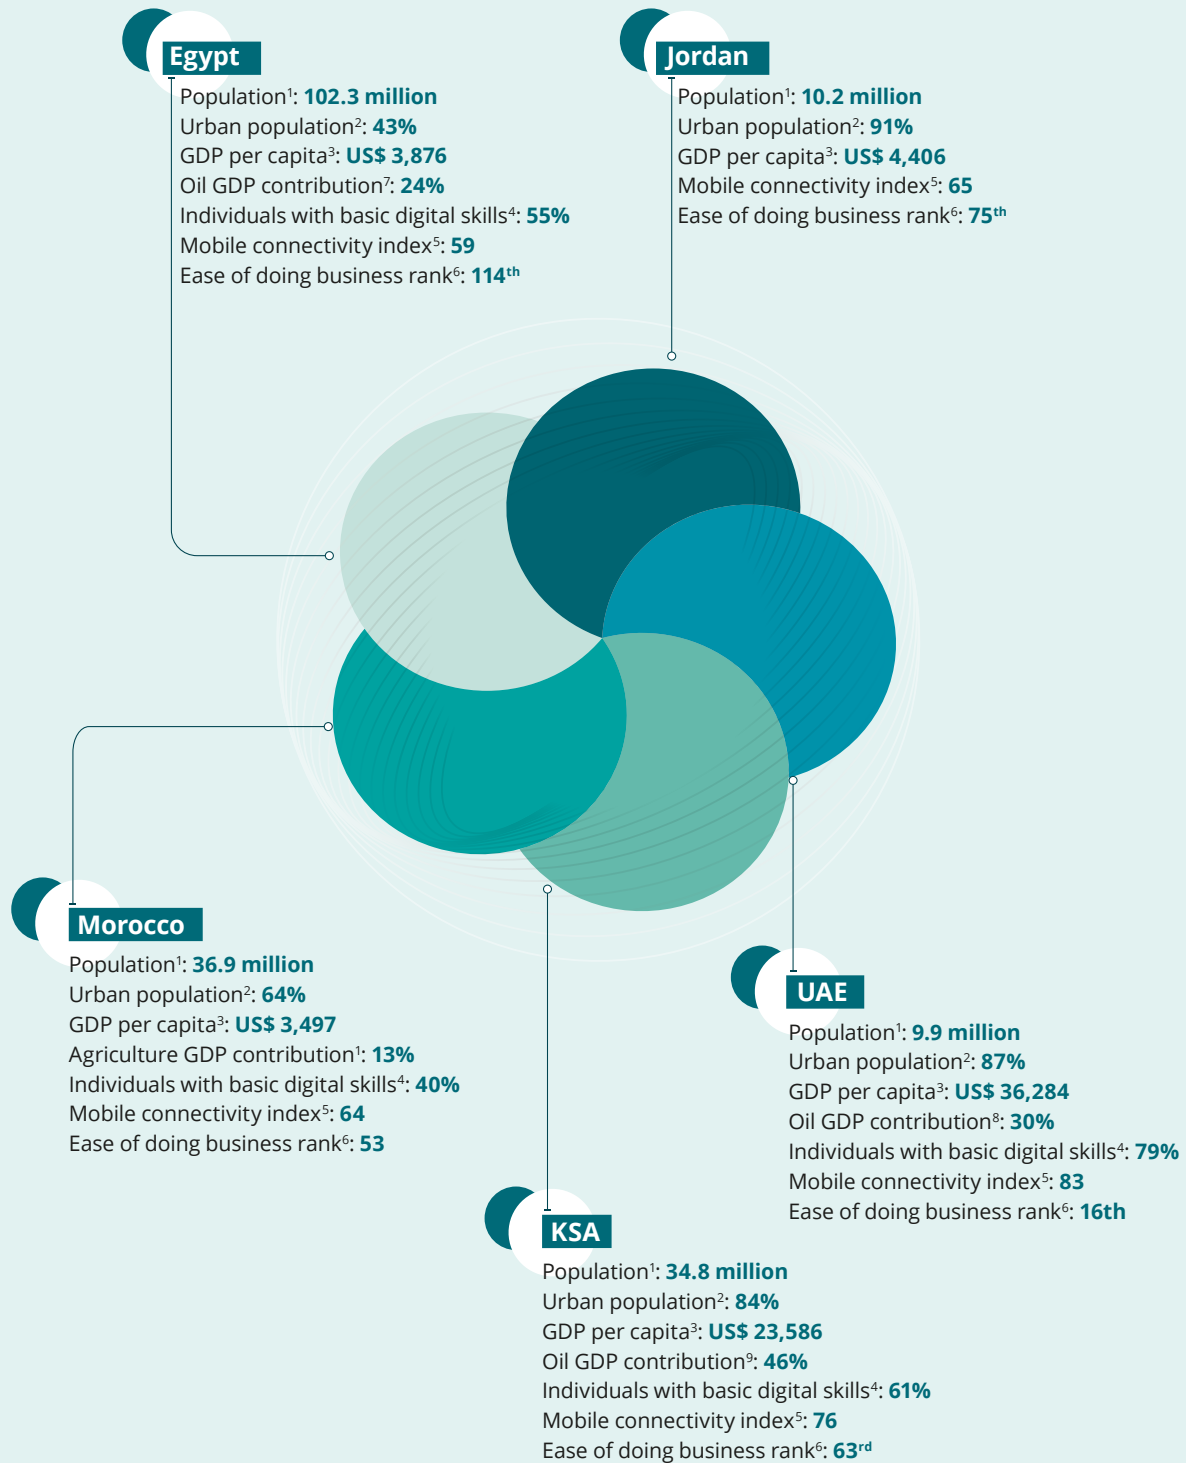 Egypt
Population¹: 102.3 million
Urban population²: 43%
GDP per capita³: US$ 3,876
Oil GDP contribution⁷: 24%
Individuals with basic digital skills⁴: 55%
Mobile connectivity index⁵: 59
Ease of doing business rank⁶: 114ᵗʰ
Jordan
Population¹: 10.2 million
Urban population²: 91%
GDP per capita³: US$ 4,406
Mobile connectivity index⁵: 65
Ease of doing business rank⁶: 75ᵗʰ
Morocco
Population¹: 36.9 million
Urban population²: 64%
GDP per capita³: US$ 3,497
Agriculture GDP contribution¹: 13%
Individuals with basic digital skills⁴: 40%
Mobile connectivity index⁵: 64
Ease of doing business rank⁶: 53
UAE
Population¹: 9.9 million
Urban population²: 87%
GDP per capita³: US$ 36,284
Oil GDP contribution⁸: 30%
Individuals with basic digital skills⁴: 79%
Mobile connectivity index⁵: 83
Ease of doing business rank⁶: 16th
KSA
Population¹: 34.8 million
Urban population²: 84%
GDP per capita³: US$ 23,586
Oil GDP contribution⁹: 46%
Individuals with basic digital skills⁴: 61%
Mobile connectivity index⁵: 76
Ease of doing business rank⁶: 63ʳᵈ